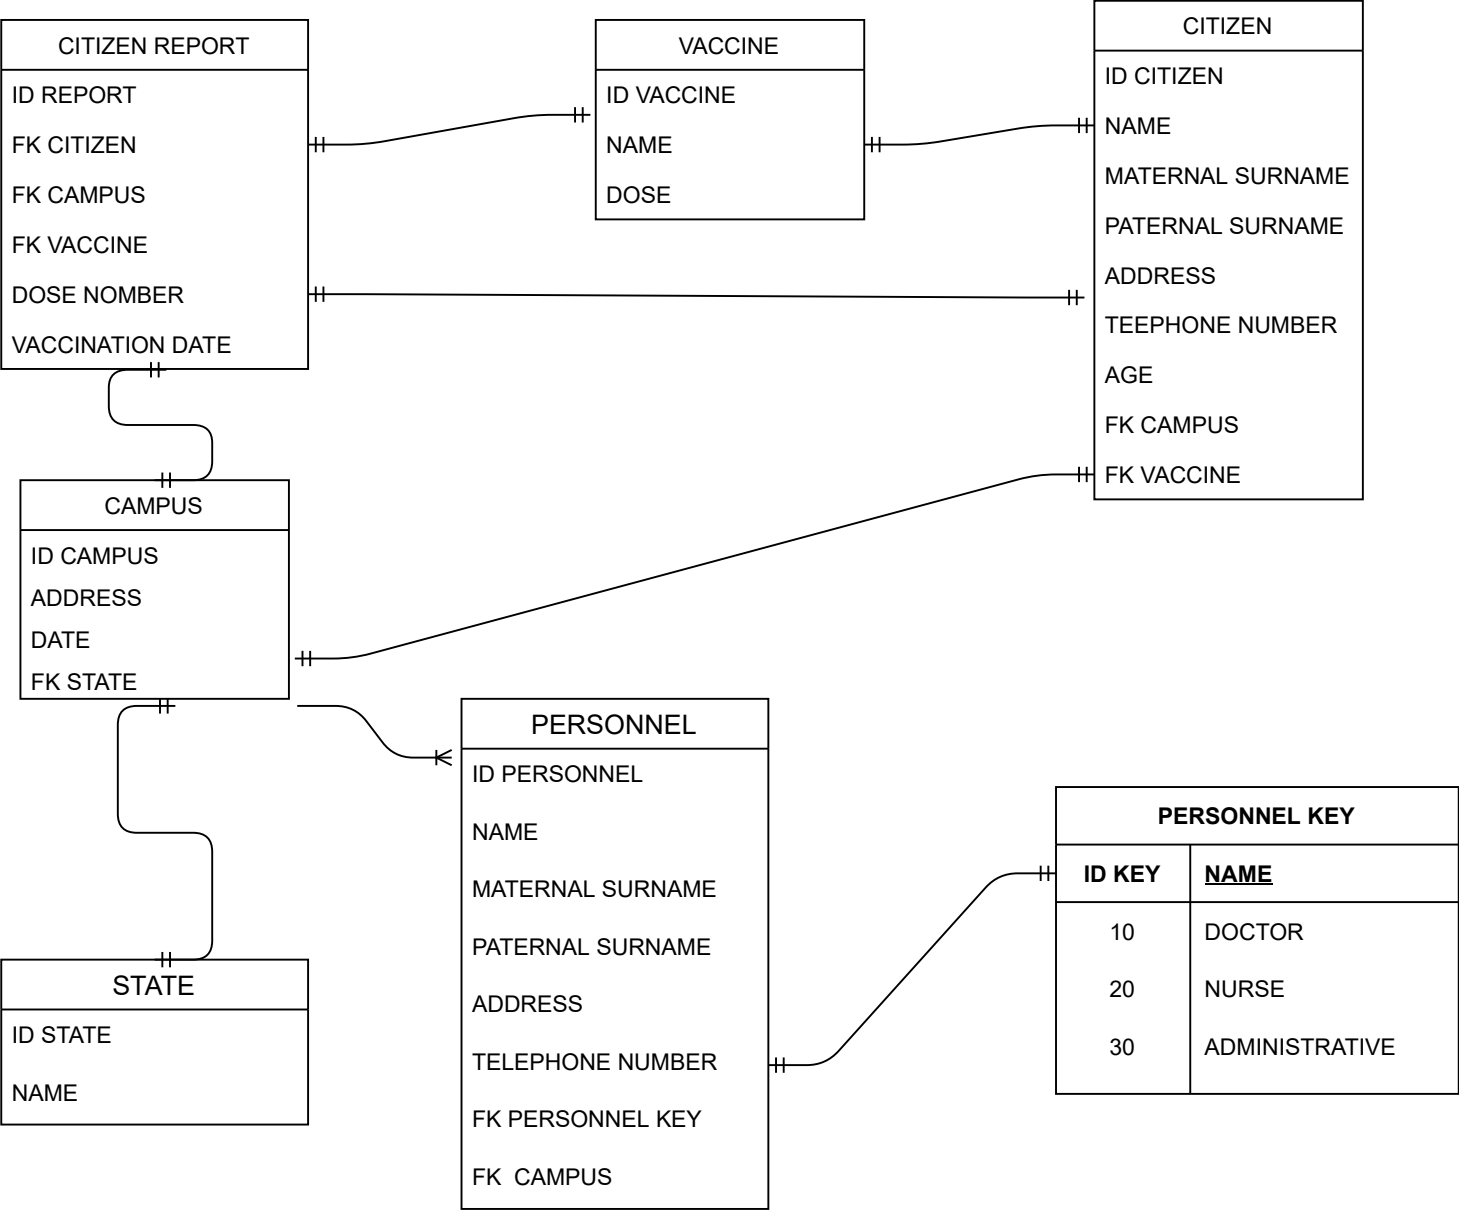 CITIZEN REPORT
ID REPORT
FK CITIZEN
FK CAMPUS
FK VACCINE
DOSE NOMBER
VACCINATION DATE
VACCINE
ID VACCINE
NAME
DOSE
CITIZEN
ID CITIZEN
NAME
MATERNAL SURNAME
PATERNAL SURNAME
ADDRESS
TEEPHONE NUMBER
AGE
FK CAMPUS
FK VACCINE
CAMPUS
ID CAMPUS
ADDRESS
DATE
FK STATE
PERSONNEL
ID PERSONNEL
NAME
MATERNAL SURNAME
PATERNAL SURNAME
ADDRESS
TELEPHONE NUMBER
FK PERSONNEL KEY
FK  CAMPUS
PERSONNEL KEY
ID KEY NAME
10 DOCTOR
20 NURSE
30 ADMINISTRATIVE
STATE
ID STATE
NAME